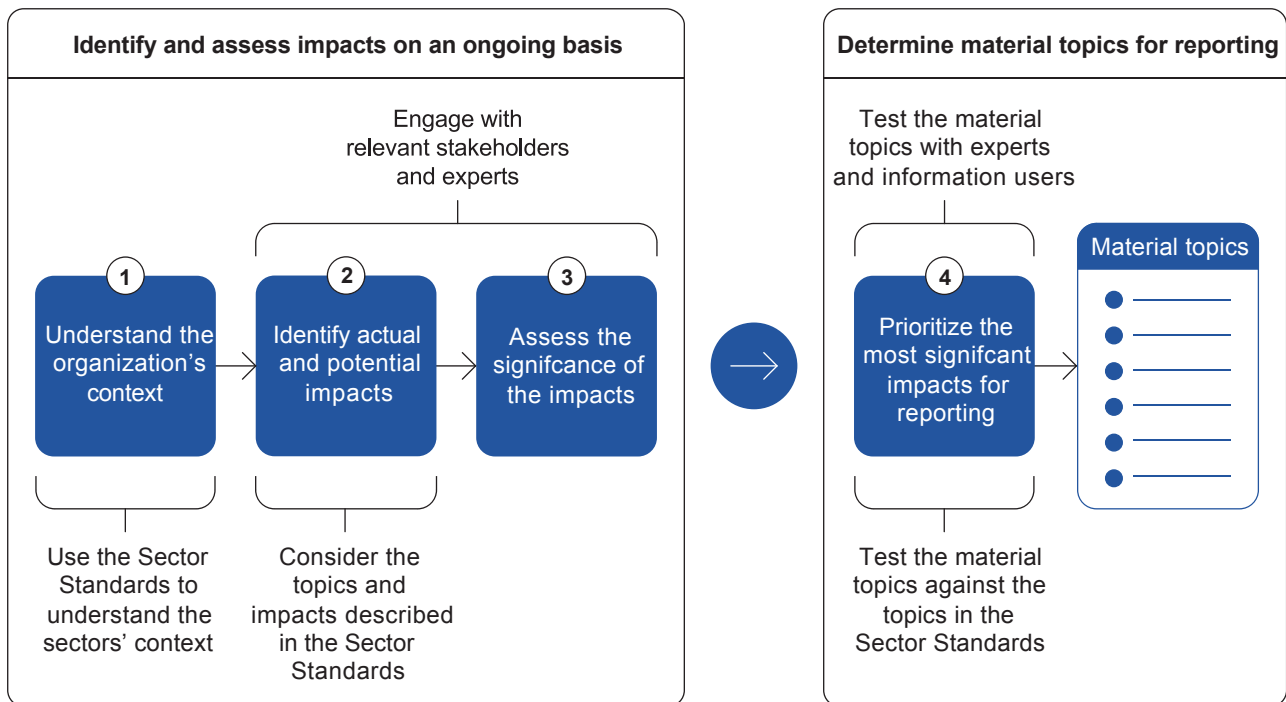 Identify and assess impacts on an ongoing basis
Engage with
relevant stakeholders
and experts
1
Understand the
organization’s
context
2
Identify actual
and potential
impacts
3
Assess the
signifcance of
the impacts
Use the Sector
Standards to
understand the
sectors’ context
Consider the
topics and
impacts described
in the Sector
Standards
Determine material topics for reporting
Test the material
topics with experts
and information users
4
Prioritize the
most signifcant
impacts for
reporting
Material topics
Test the material
topics against the
topics in the
Sector Standards